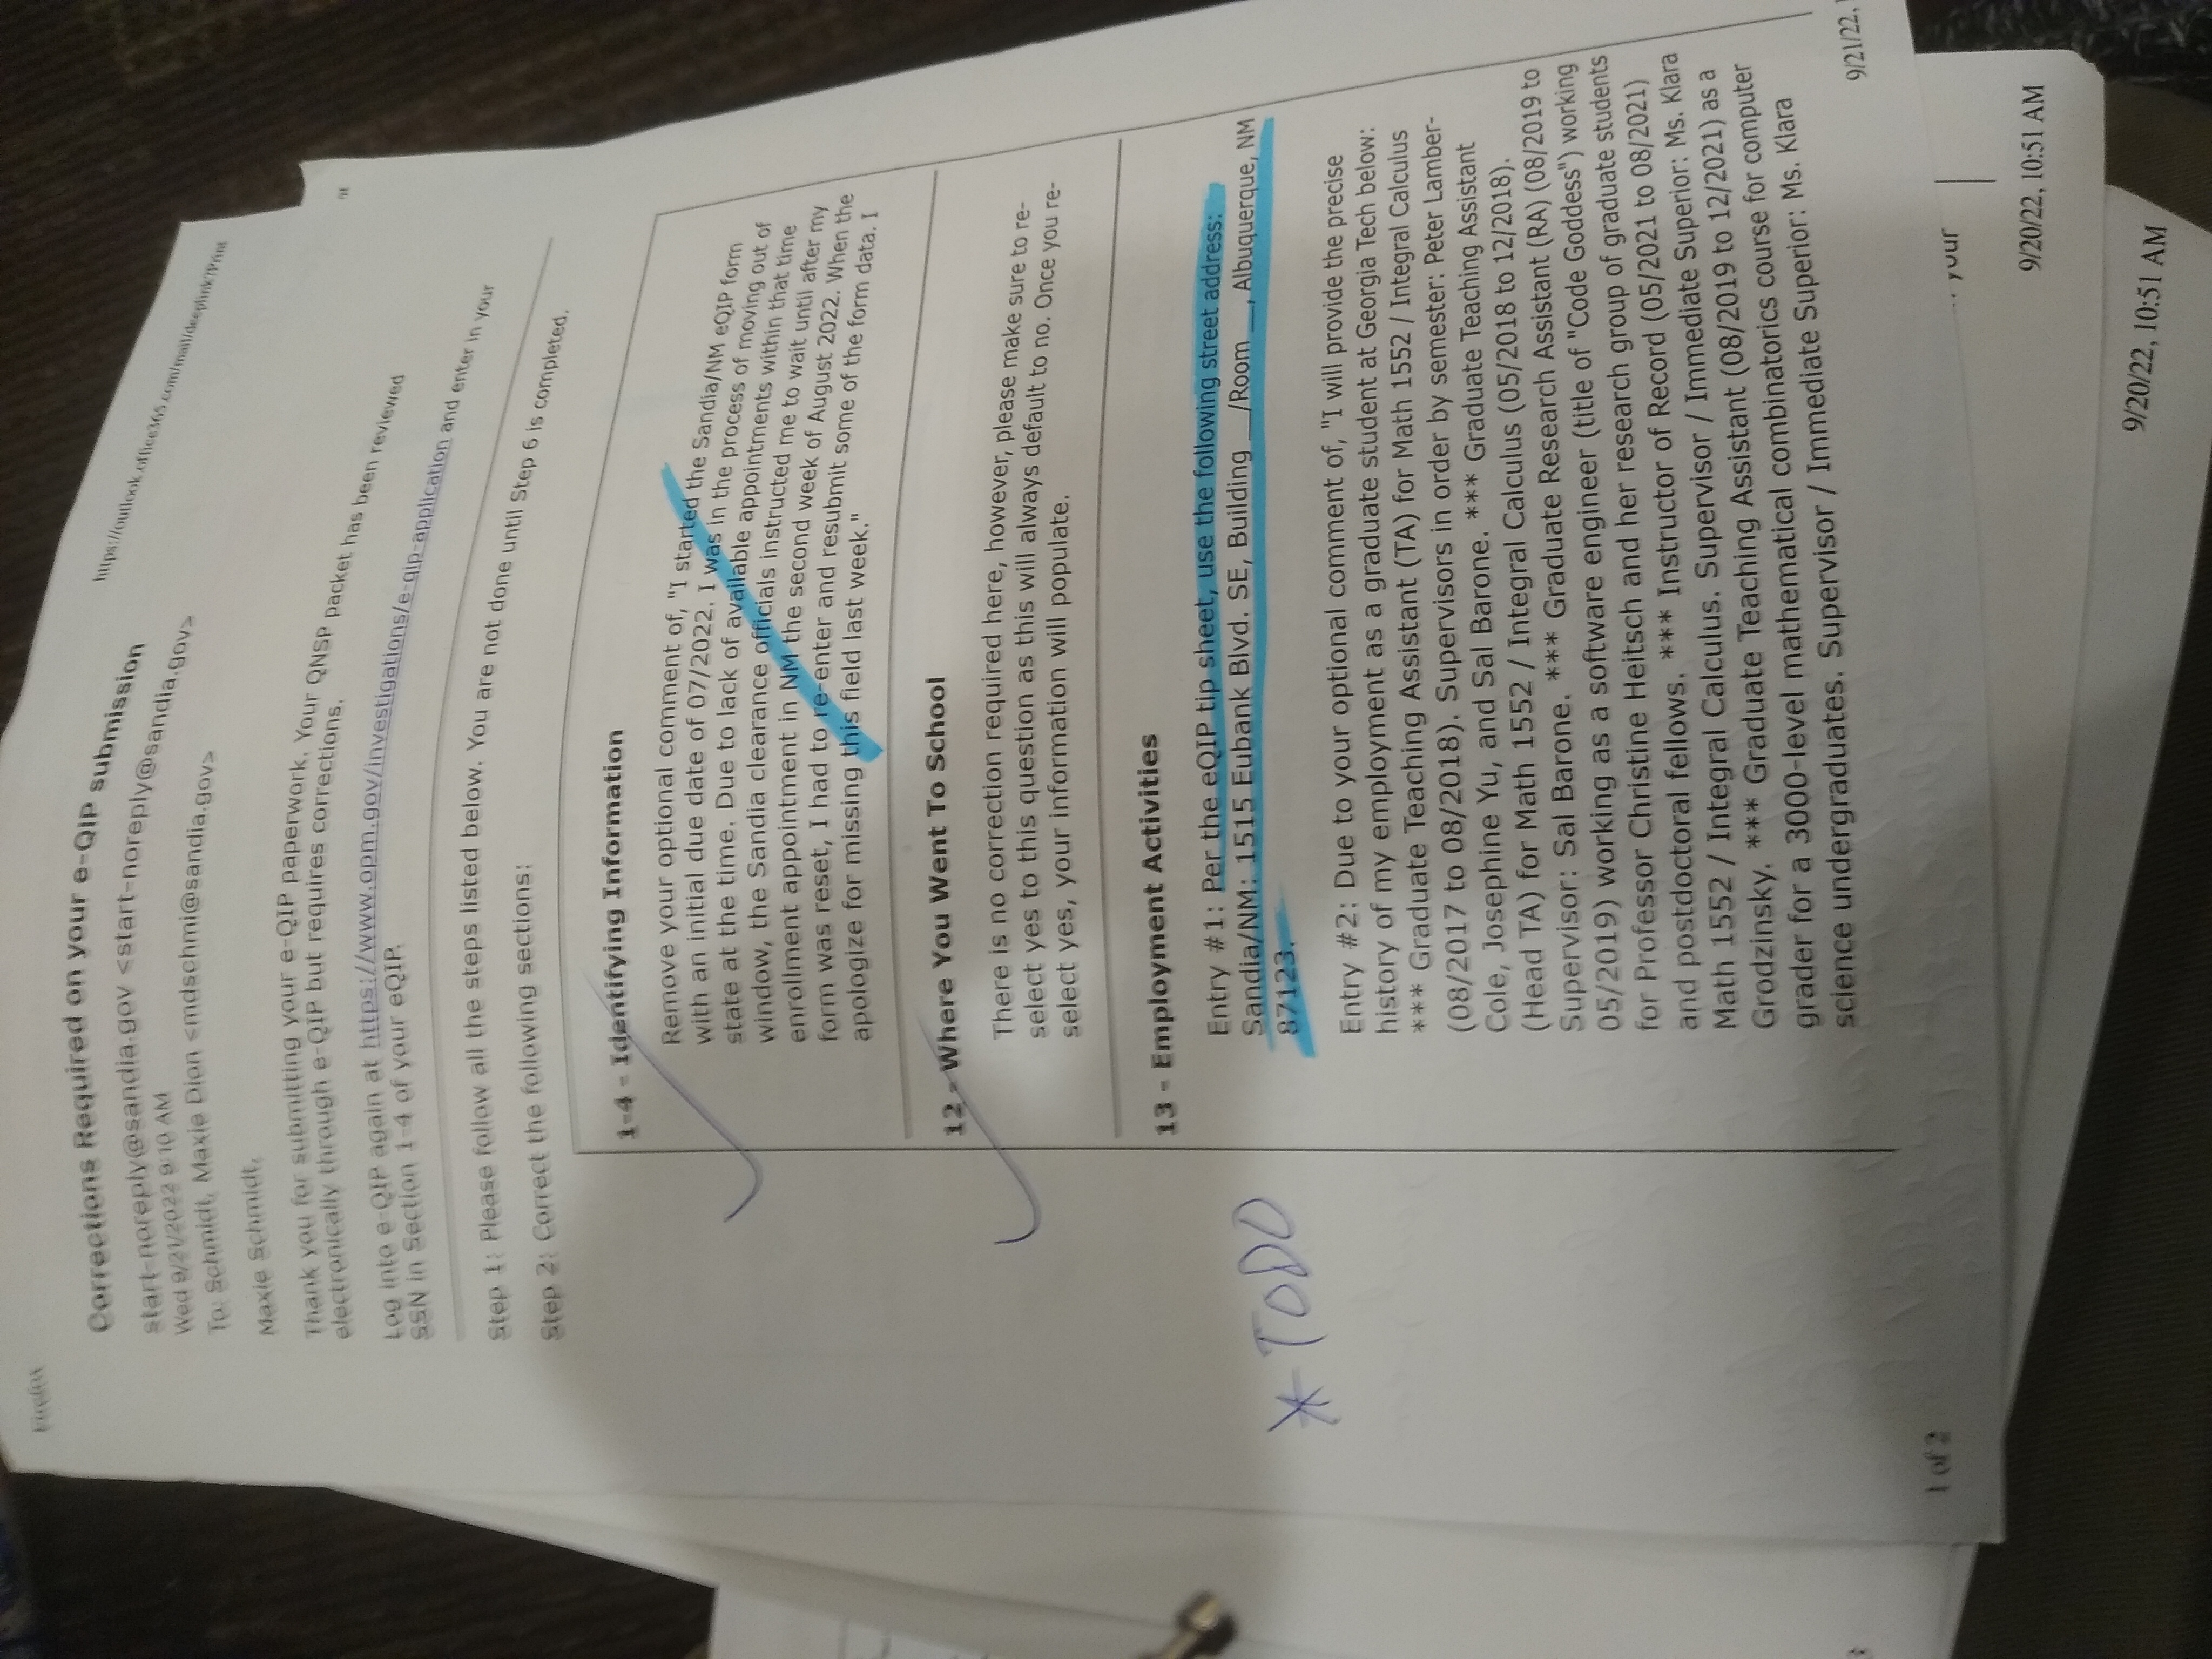 Firefox
https://outlook.office365.com/mail/deeplink?Print
Corrections Required on your e-QIP submission
start-noreply@sandia.gov <start-noreply@sandia.gov>
Wed 9/21/2022 9:10 AM
To: Schmidt, Maxie Dion <mdschmi@sandia.gov>
Maxie Schmidt,
Thank you for submitting your e-QIP paperwork. Your QNSP packet has been reviewed
electronically through e-QIP but requires corrections.
Log into e-QIP again at https://www.opm.gov/investigations/e-qip-application and enter in your
SSN in Section 1-4 of your eQIP.
Step 1: Please follow all the steps listed below. You are not done until Step 6 is completed.
Step 2: Correct the following sections:
1-4 - Identifying Information
Remove your optional comment of, "I started the Sandia/NM eQIP form
with an initial due date of 07/2022. I was in the process of moving out of
state at the time. Due to lack of available appointments within that time
window, the Sandia clearance officials instructed me to wait until after my
enrollment appointment in NM the second week of August 2022. When the
form was reset, I had to re-enter and resubmit some of the form data. I
apologize for missing this field last week."
12 - Where You Went To School
There is no correction required here, however, please make sure to re-
select yes to this question as this will always default to no. Once you re-
select yes, your information will populate.
13 - Employment Activities
* TODO
Entry #1: Per the eQIP tip sheet, use the following street address:
Sandia/NM: 1515 Eubank Blvd. SE, Building __/Room __, Albuquerque, NM
87123.
Entry #2: Due to your optional comment of, "I will provide the precise
history of my employment as a graduate student at Georgia Tech below:
*** Graduate Teaching Assistant (TA) for Math 1552 / Integral Calculus
(08/2017 to 08/2018). Supervisors in order by semester: Peter Lamber-
Cole, Josephine Yu, and Sal Barone. *** Graduate Teaching Assistant
(Head TA) for Math 1552 / Integral Calculus (05/2018 to 12/2018).
Supervisor: Sal Barone. *** Graduate Research Assistant (RA) (08/2019 to
05/2019) working as a software engineer (title of "Code Goddess") working
for Professor Christine Heitsch and her research group of graduate students
and postdoctoral fellows. *** Instructor of Record (05/2021 to 08/2021)
Math 1552 / Integral Calculus. Supervisor / Immediate Superior: Ms. Klara
Grodzinsky. *** Graduate Teaching Assistant (08/2019 to 12/2021) as a
grader for a 3000-level mathematical combinatorics course for computer
science undergraduates. Supervisor / Immediate Superior: Ms. Klara
1 of 2
9/21/22,
your
9/20/22, 10:51 AM
9/20/22, 10:51 AM